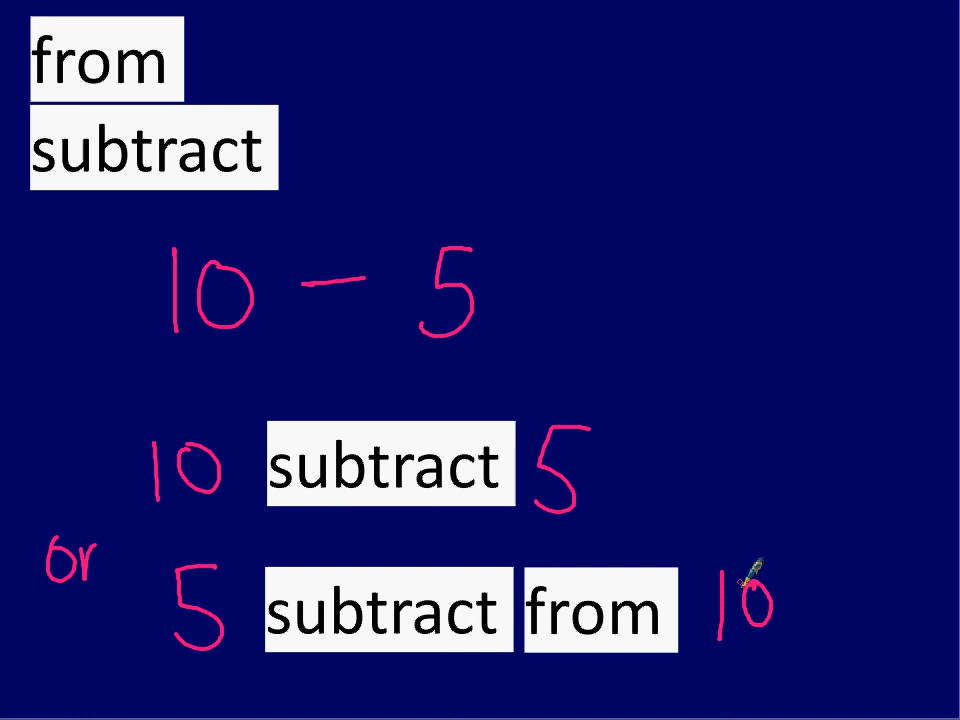 from
subtract
10 - 5
10 subtract 5
or
5 subtract from 10